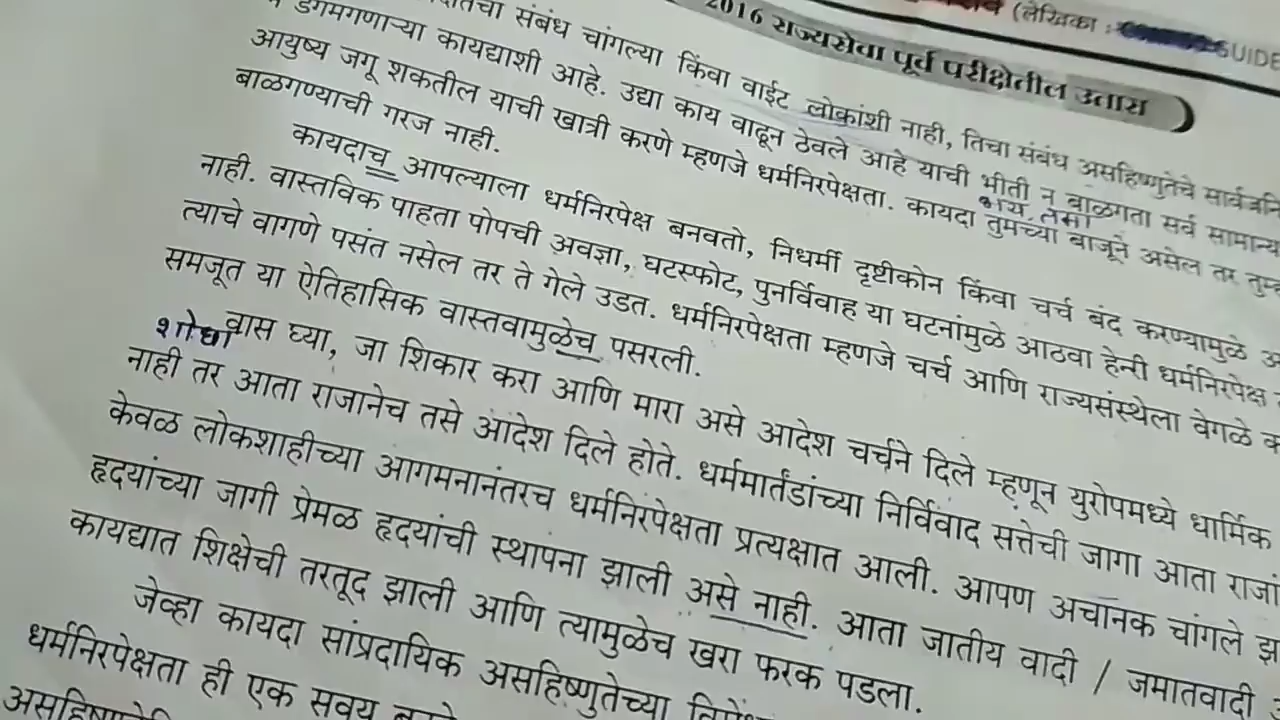 (लेखिका : GUIDE
2016 राज्यसेवा पूर्व परीक्षेतील उतारा
संबंध चांगल्या किंवा वाईट लोकांशी नाही, तिचा संबंध असहिष्णुतेचे
डगमगणाऱ्या कायद्याशी आहे. उद्या काय वाढून ठेवले आहे याची भीती न बाळगता सर्व सामान्य
आयुष्य जगू शकतील याची खात्री करणे म्हणजे धर्मनिरपेक्षता. कायदा तुमच्या बाजूने असेल तर
बाळगण्याची गरज नाही.
कायदाच आपल्याला धर्मनिरपेक्ष बनवतो, निधर्मी दृष्टीकोन किंवा चर्च बंद करण्यामुळे
नाही. वास्तविक पाहता पोपची अवज्ञा, घटस्फोट, पुनर्विवाह या घटनांमुळे आठवा हेन्री धर्मनिरपेक्ष
त्याचे वागणे पसंत नसेल तर ते गेले उडत. धर्मनिरपेक्षता म्हणजे चर्च आणि राज्यसंस्थेला वेगळे
समजूत या ऐतिहासिक वास्तवामुळेच पसरली.
शोधा
वास घ्या, जा शिकार करा आणि मारा असे आदेश चर्चने दिले म्हणून युरोपमध्ये धार्मिक
नाही तर आता राजानेच तसे आदेश दिले होते. धर्ममार्तंडांच्या निर्विवाद सत्तेची जागा आता
केवळ लोकशाहीच्या आगमनानंतरच धर्मनिरपेक्षता प्रत्यक्षात आली. आपण अचानक चांगले
हृदयांच्या जागी प्रेमळ हृदयांची स्थापना झाली असे नाही. आता जातीय वादी / जमातवादी
कायद्यात शिक्षेची तरतूद झाली आणि त्यामुळेच खरा फरक पडला.
जेव्हा कायदा सांप्रदायिक असहिष्णुतेच्या
धर्मनिरपेक्षता ही एक सवय